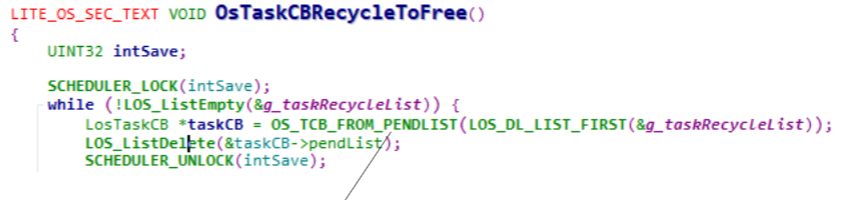 LITE_OS_SEC_TEXT VOID OsTaskCBRecycleToFree()
{
UINT32 intSave;
SCHEDULER_LOCK(intSave);
while (!LOS_ListEmpty(&g_taskRecycleList)) {
LosTaskCB *taskCB = OS_TCB_FROM_PENDLIST(LOS_DL_LIST_FIRST(&g_taskRecycleList));
LOS_ListDelete(&taskCB->pendList);
SCHEDULER_UNLOCK(intSave);